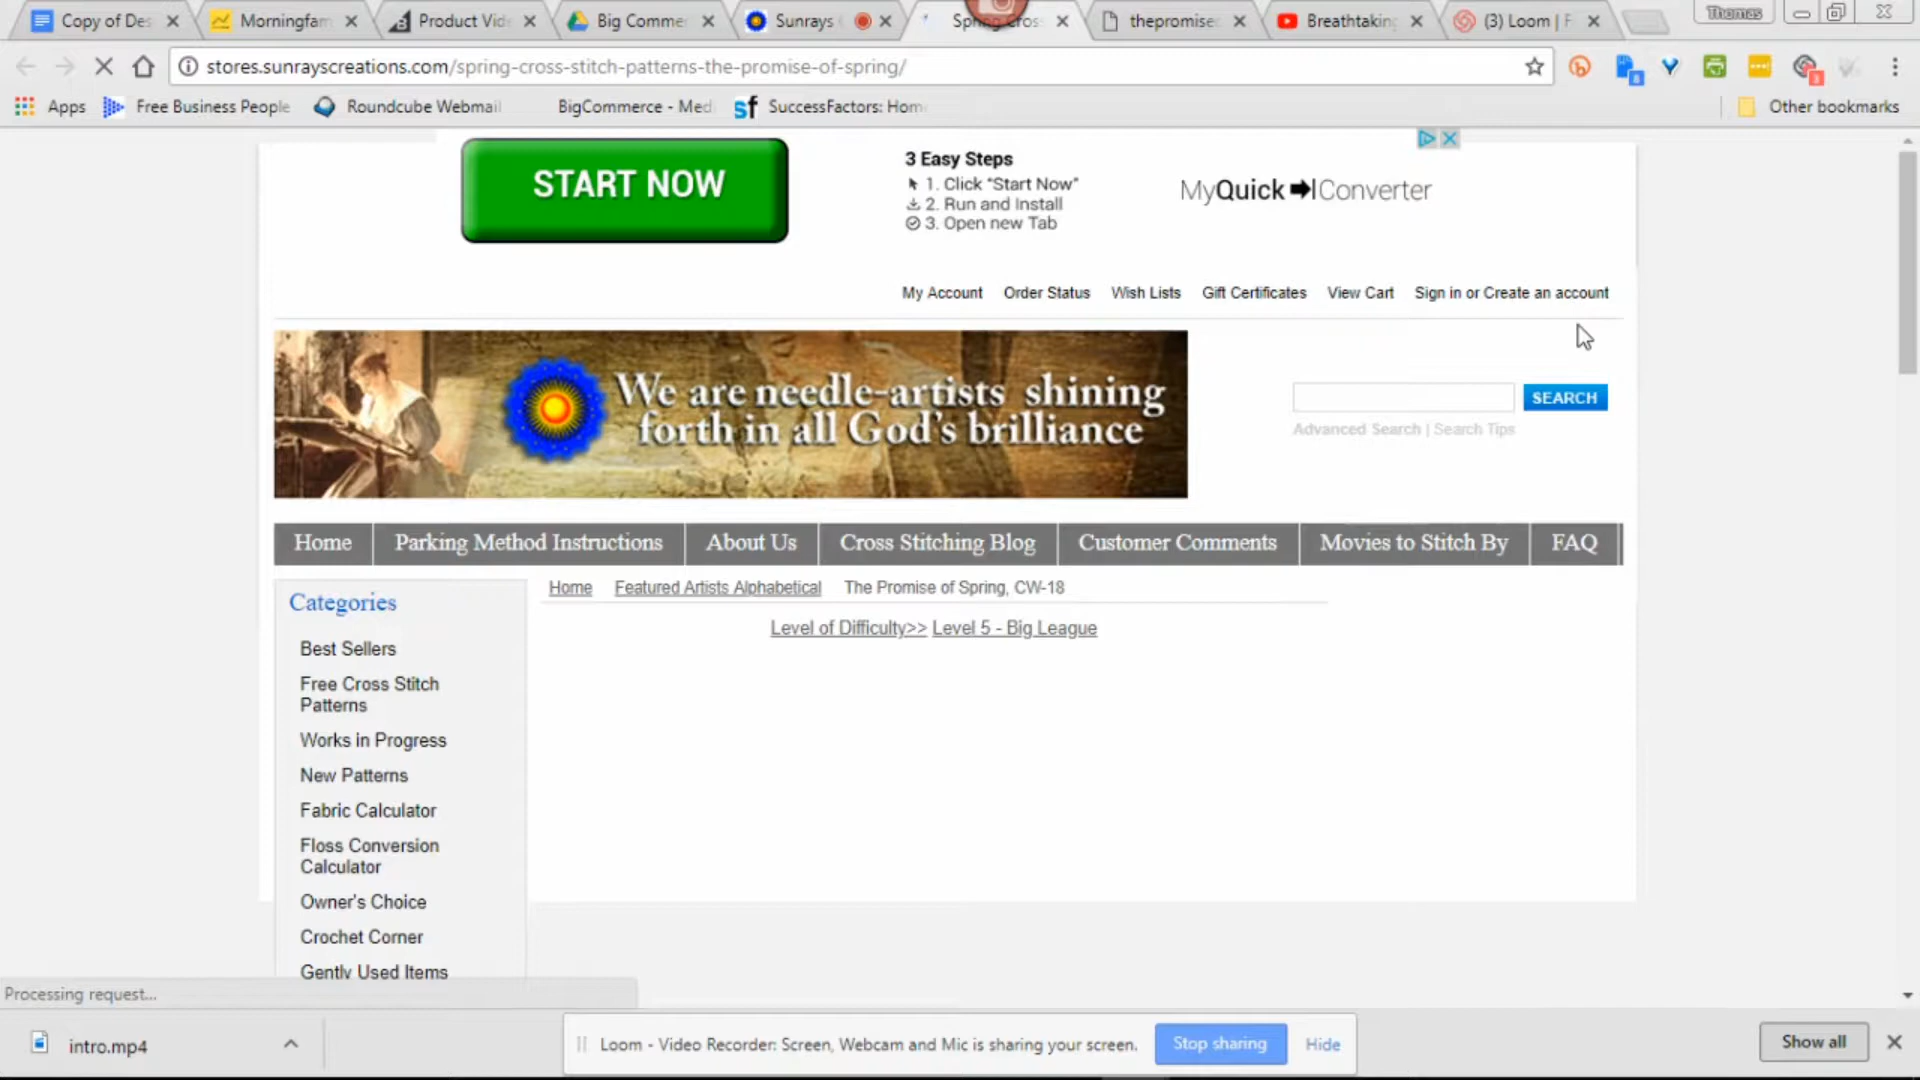 Copy of Des
Morningfam
Product Vid
Big Comme
Sunrays
Spring Cross
thepromise
Breathtaking
(3) Loom | F
Thomas
stores.sunrayscreations.com/spring-cross-stitch-patterns-the-promise-of-spring/
Apps
Free Business People
Roundcube Webmail
BigCommerce - Med
sf SuccessFactors: Hom
Other bookmarks
START NOW
3 Easy Steps
1. Click "Start Now"
2. Run and Install
3. Open new Tab
MyQuick Converter
My Account Order Status Wish Lists Gift Certificates View Cart Sign in or Create an account
We are needle-artists shining
forth in all God's brilliance
SEARCH
Advanced Search | Search Tips
Home Parking Method Instructions About Us Cross Stitching Blog Customer Comments Movies to Stitch By FAQ
Categories
Best Sellers
Free Cross Stitch
Patterns
Works in Progress
New Patterns
Fabric Calculator
Floss Conversion
Calculator
Owner's Choice
Crochet Corner
Gently Used Items
Home Featured Artists Alphabetical The Promise of Spring, CW-18
Level of Difficulty>> Level 5 - Big League
Processing request...
intro.mp4
Loom - Video Recorder: Screen, Webcam and Mic is sharing your screen.
Stop sharing
Hide
Show all